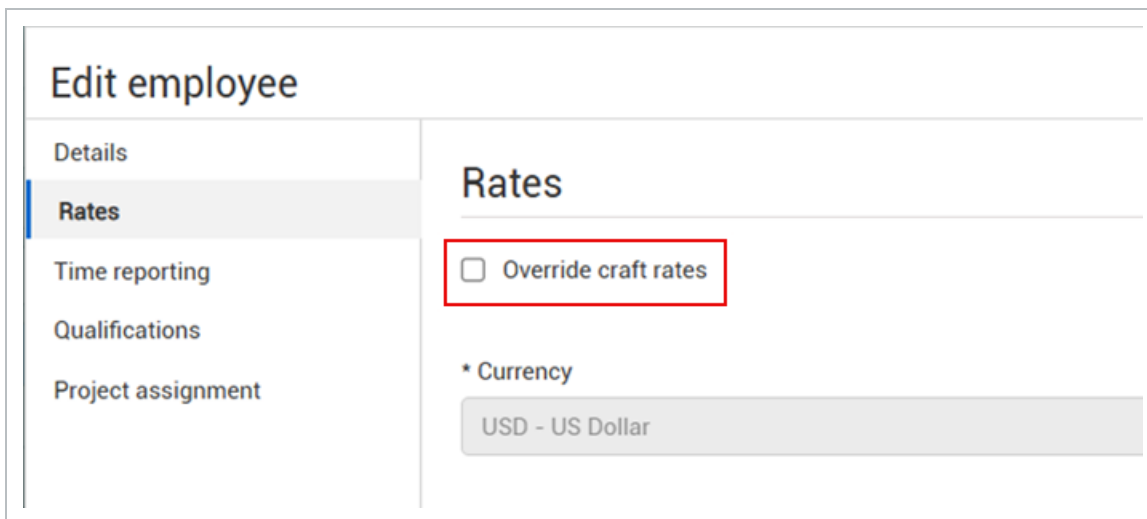 Edit employee
Details
Rates
Time reporting
Qualifications
Project assignment
Rates
Override craft rates
* Currency
USD - US Dollar